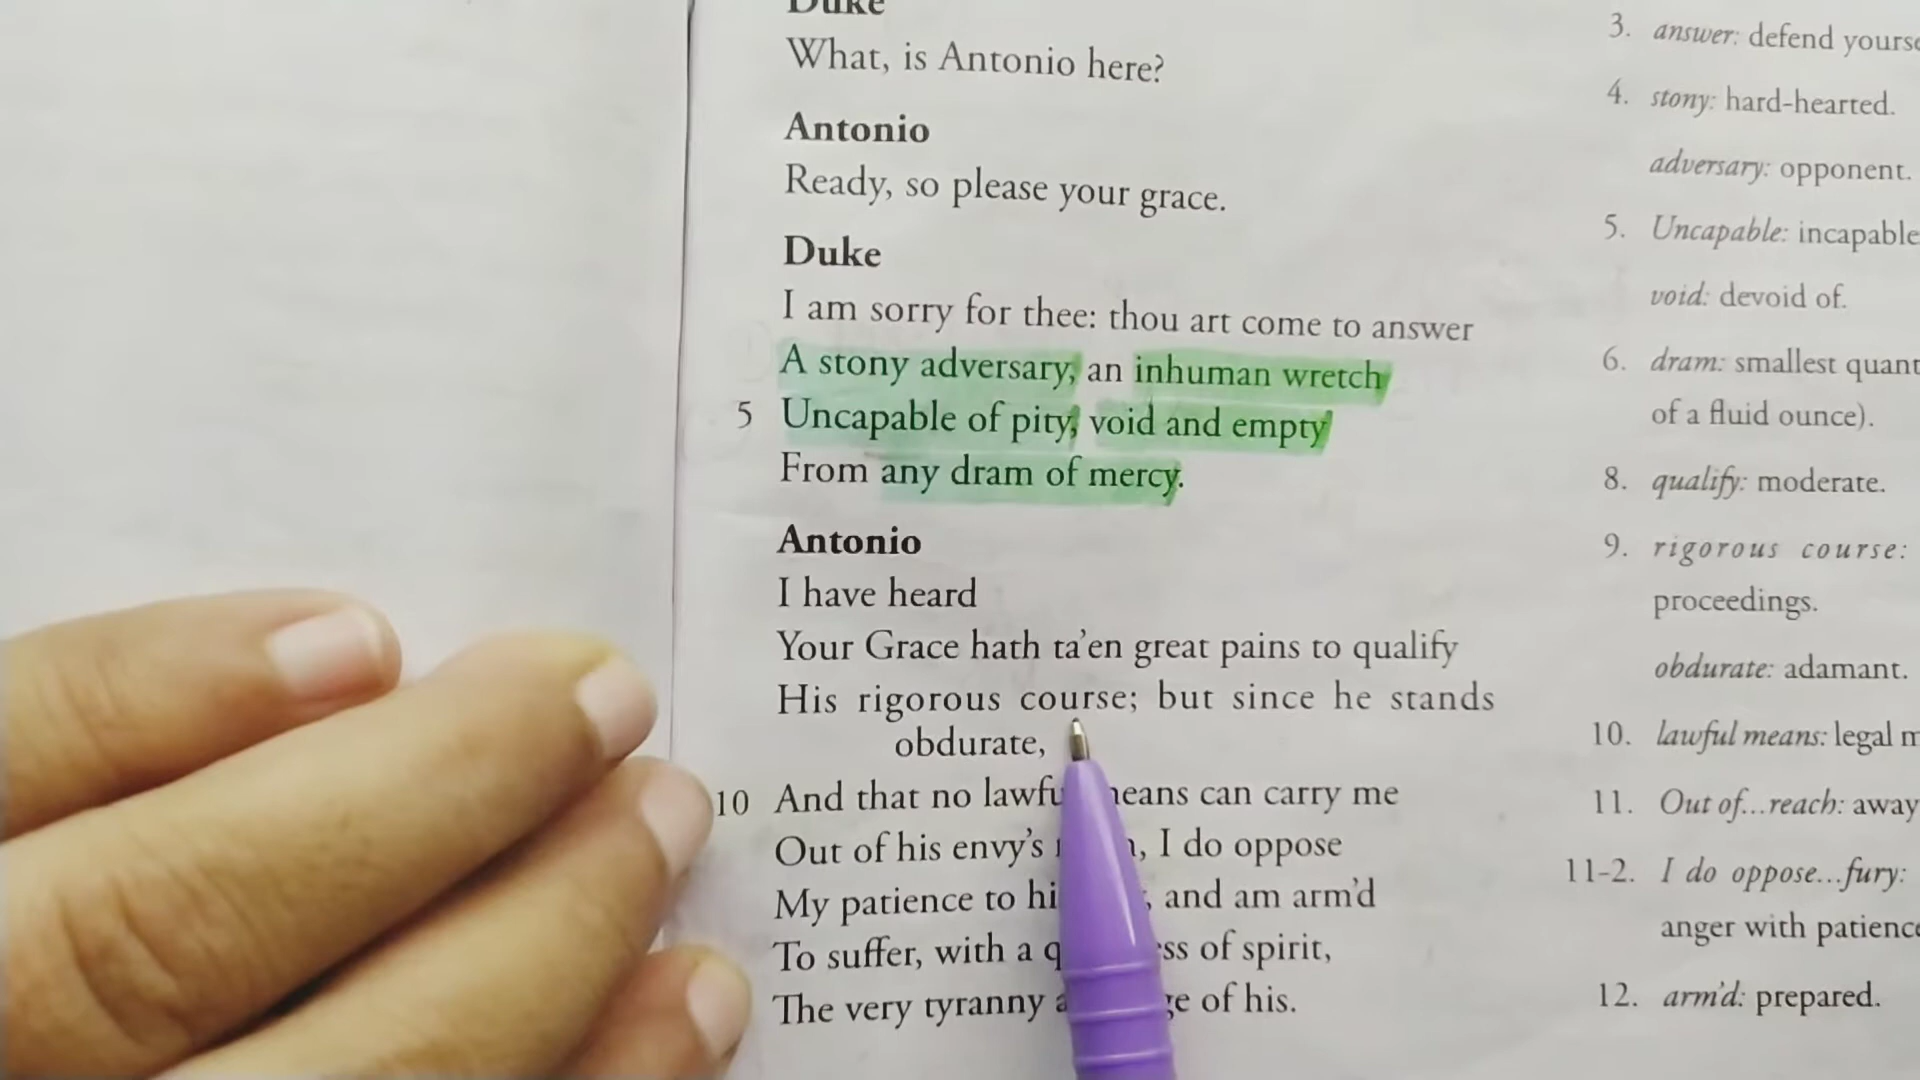 Duke
What, is Antonio here?
Antonio
Ready, so please your grace.
Duke
I am sorry for thee: thou art come to answer
A stony adversary, an inhuman wretch
5 Uncapable of pity, void and empty
From any dram of mercy.
Antonio
I have heard
Your Grace hath ta'en great pains to qualify
His rigorous course; but since he stands
obdurate,
10 And that no lawfu means can carry me
Out of his envy's , I do oppose
My patience to hi , and am arm'd
To suffer, with a q ss of spirit,
The very tyranny a ge of his.
3. answer: defend yourse
4. stony: hard-hearted.
adversary: opponent.
5. Uncapable: incapable
void: devoid of.
6. dram: smallest quant
of a fluid ounce).
8. qualify: moderate.
9. rigorous course:
proceedings.
obdurate: adamant.
10. lawful means: legal m
11. Out of...reach: away
11-2. I do oppose...fury:
anger with patience
12. arm'd: prepared.